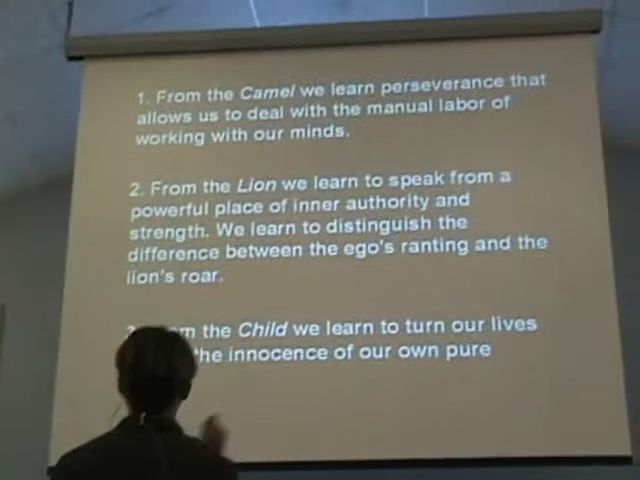 1. From the Camel we learn perseverance that
allows us to deal with the manual labor of
working with our minds.
2. From the Lion we learn to speak from a
powerful place of inner authority and
strength. We learn to distinguish the
difference between the ego's ranting and the
lion's roar.
the Child we learn to turn our lives
the innocence of our own pure